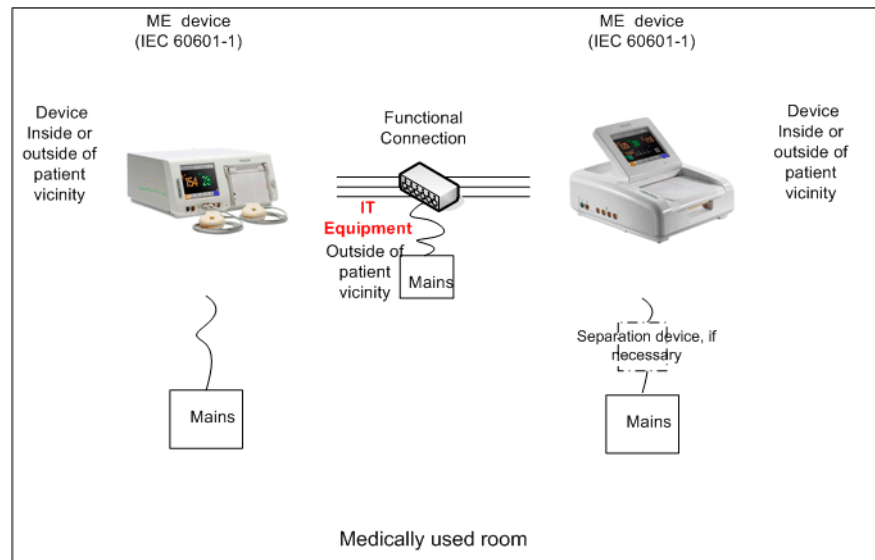 ME device
(IEC 60601-1)
ME device
(IEC 60601-1)
Device
Inside or
outside of
patient
vicinity
Functional
Connection
Device
Inside or
outside of
patient
vicinity
154
IT
Equipment
Outside of
patient
vicinity
Mains
Separation device, if
necessary
Mains
Mains
Medically used room